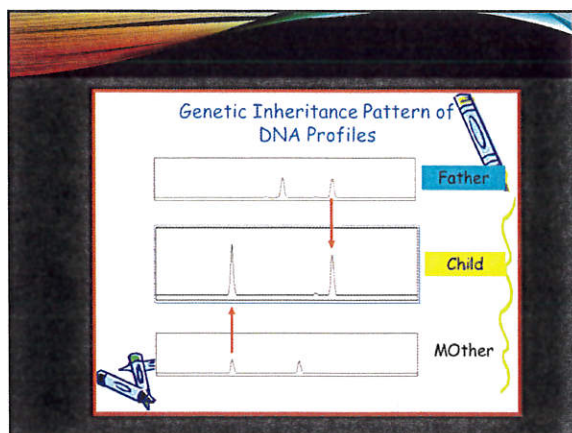 Genetic Inheritance Pattern of
DNA Profiles
Father
Child
MOther